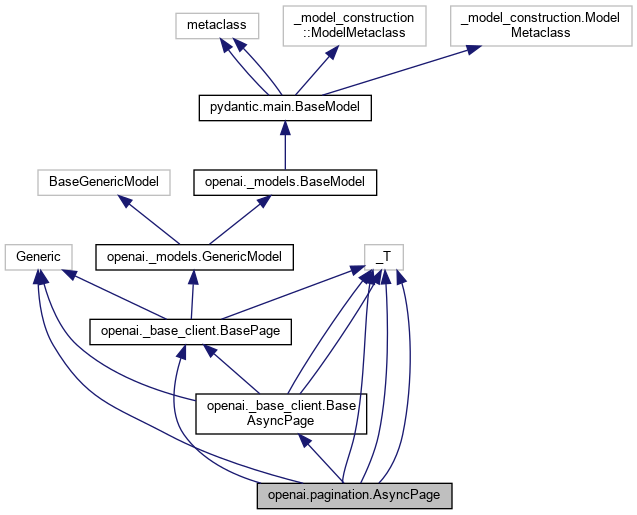 metaclass
_model_construction
::ModelMetaclass
_model_construction.Model
Metaclass
pydantic.main.BaseModel
BaseGenericModel
openai._models.BaseModel
Generic
openai._models.GenericModel
_T
openai._base_client.BasePage
openai._base_client.Base
AsyncPage
openai.pagination.AsyncPage